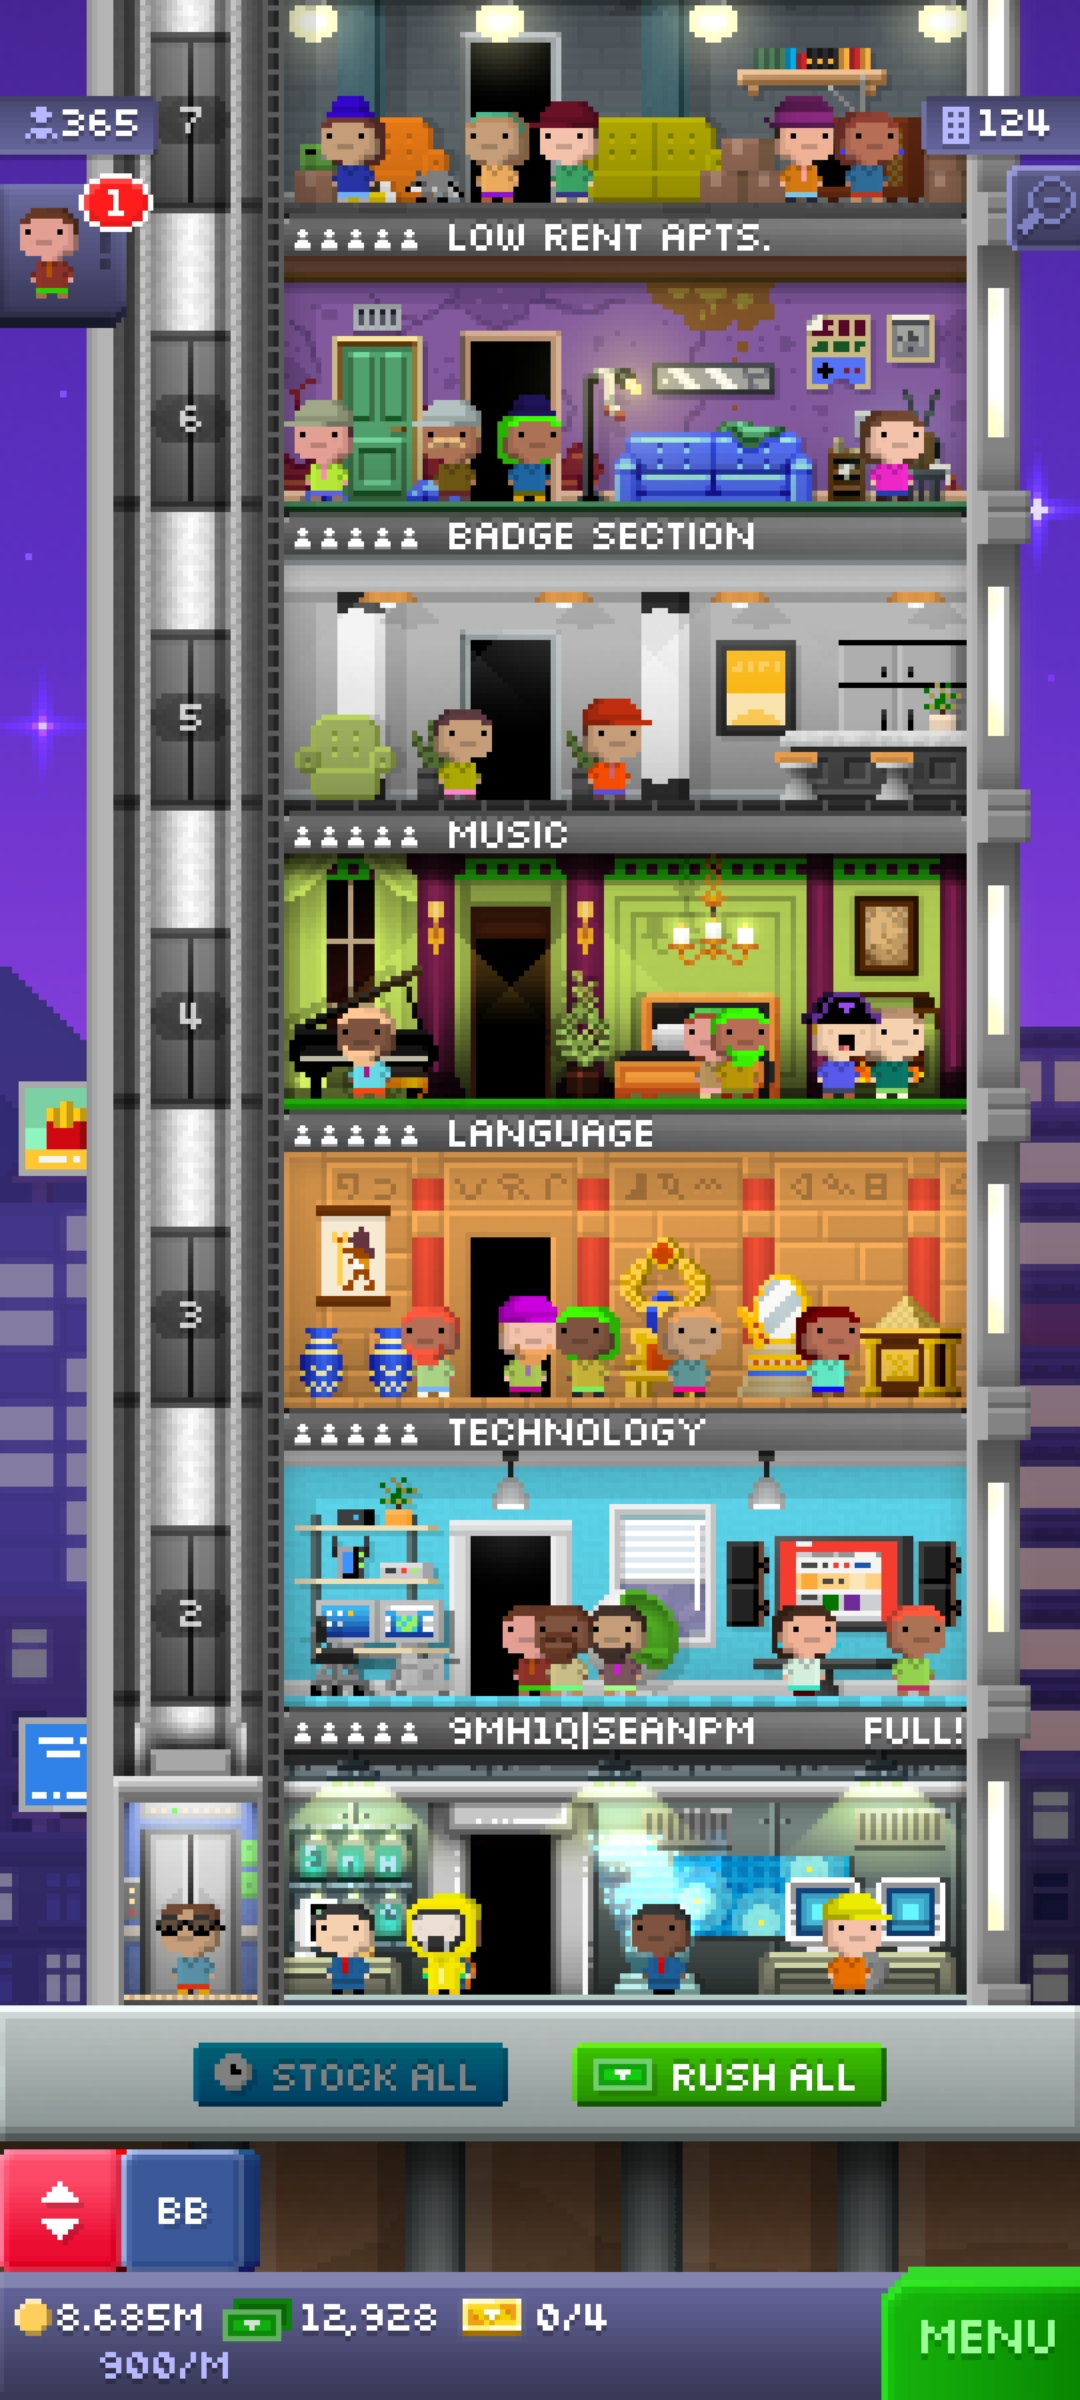 365
7
124
1
LOW RENT APTS.
6
BADGE SECTION
5
MUSIC
4
LANGUAGE
3
TECHNOLOGY
2
9MH1Q|SEANPM FULL!
STOCK ALL
RUSH ALL
BB
8.685M 12,928 0/4
900/M
MENU